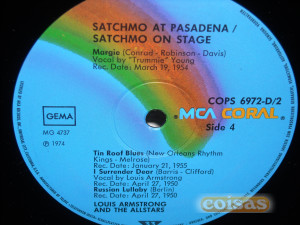 SATCHMO AT PASADENA /
SATCHMO ON STAGE
Margie (Conrad - Robinson - Davis)
Vocal by "Trummie" Young
Rec. Date: March 19, 1954
COPS 6972-D/2
GEMA
MCA CORAL
Side 4
MG 4737
℗ 1974
Tin Roof Blues (New Orleans Rhythm
Kings - Melrose)
Rec. Date: January 21, 1955
I Surrender Dear (Barris - Clifford)
Vocal by Louis Armstrong
Rec. Date: April 27, 1950
Russian Lullaby (Berlin)
Rec. Date: April 27, 1950
LOUIS ARMSTRONG
AND THE ALLSTARS
coisas